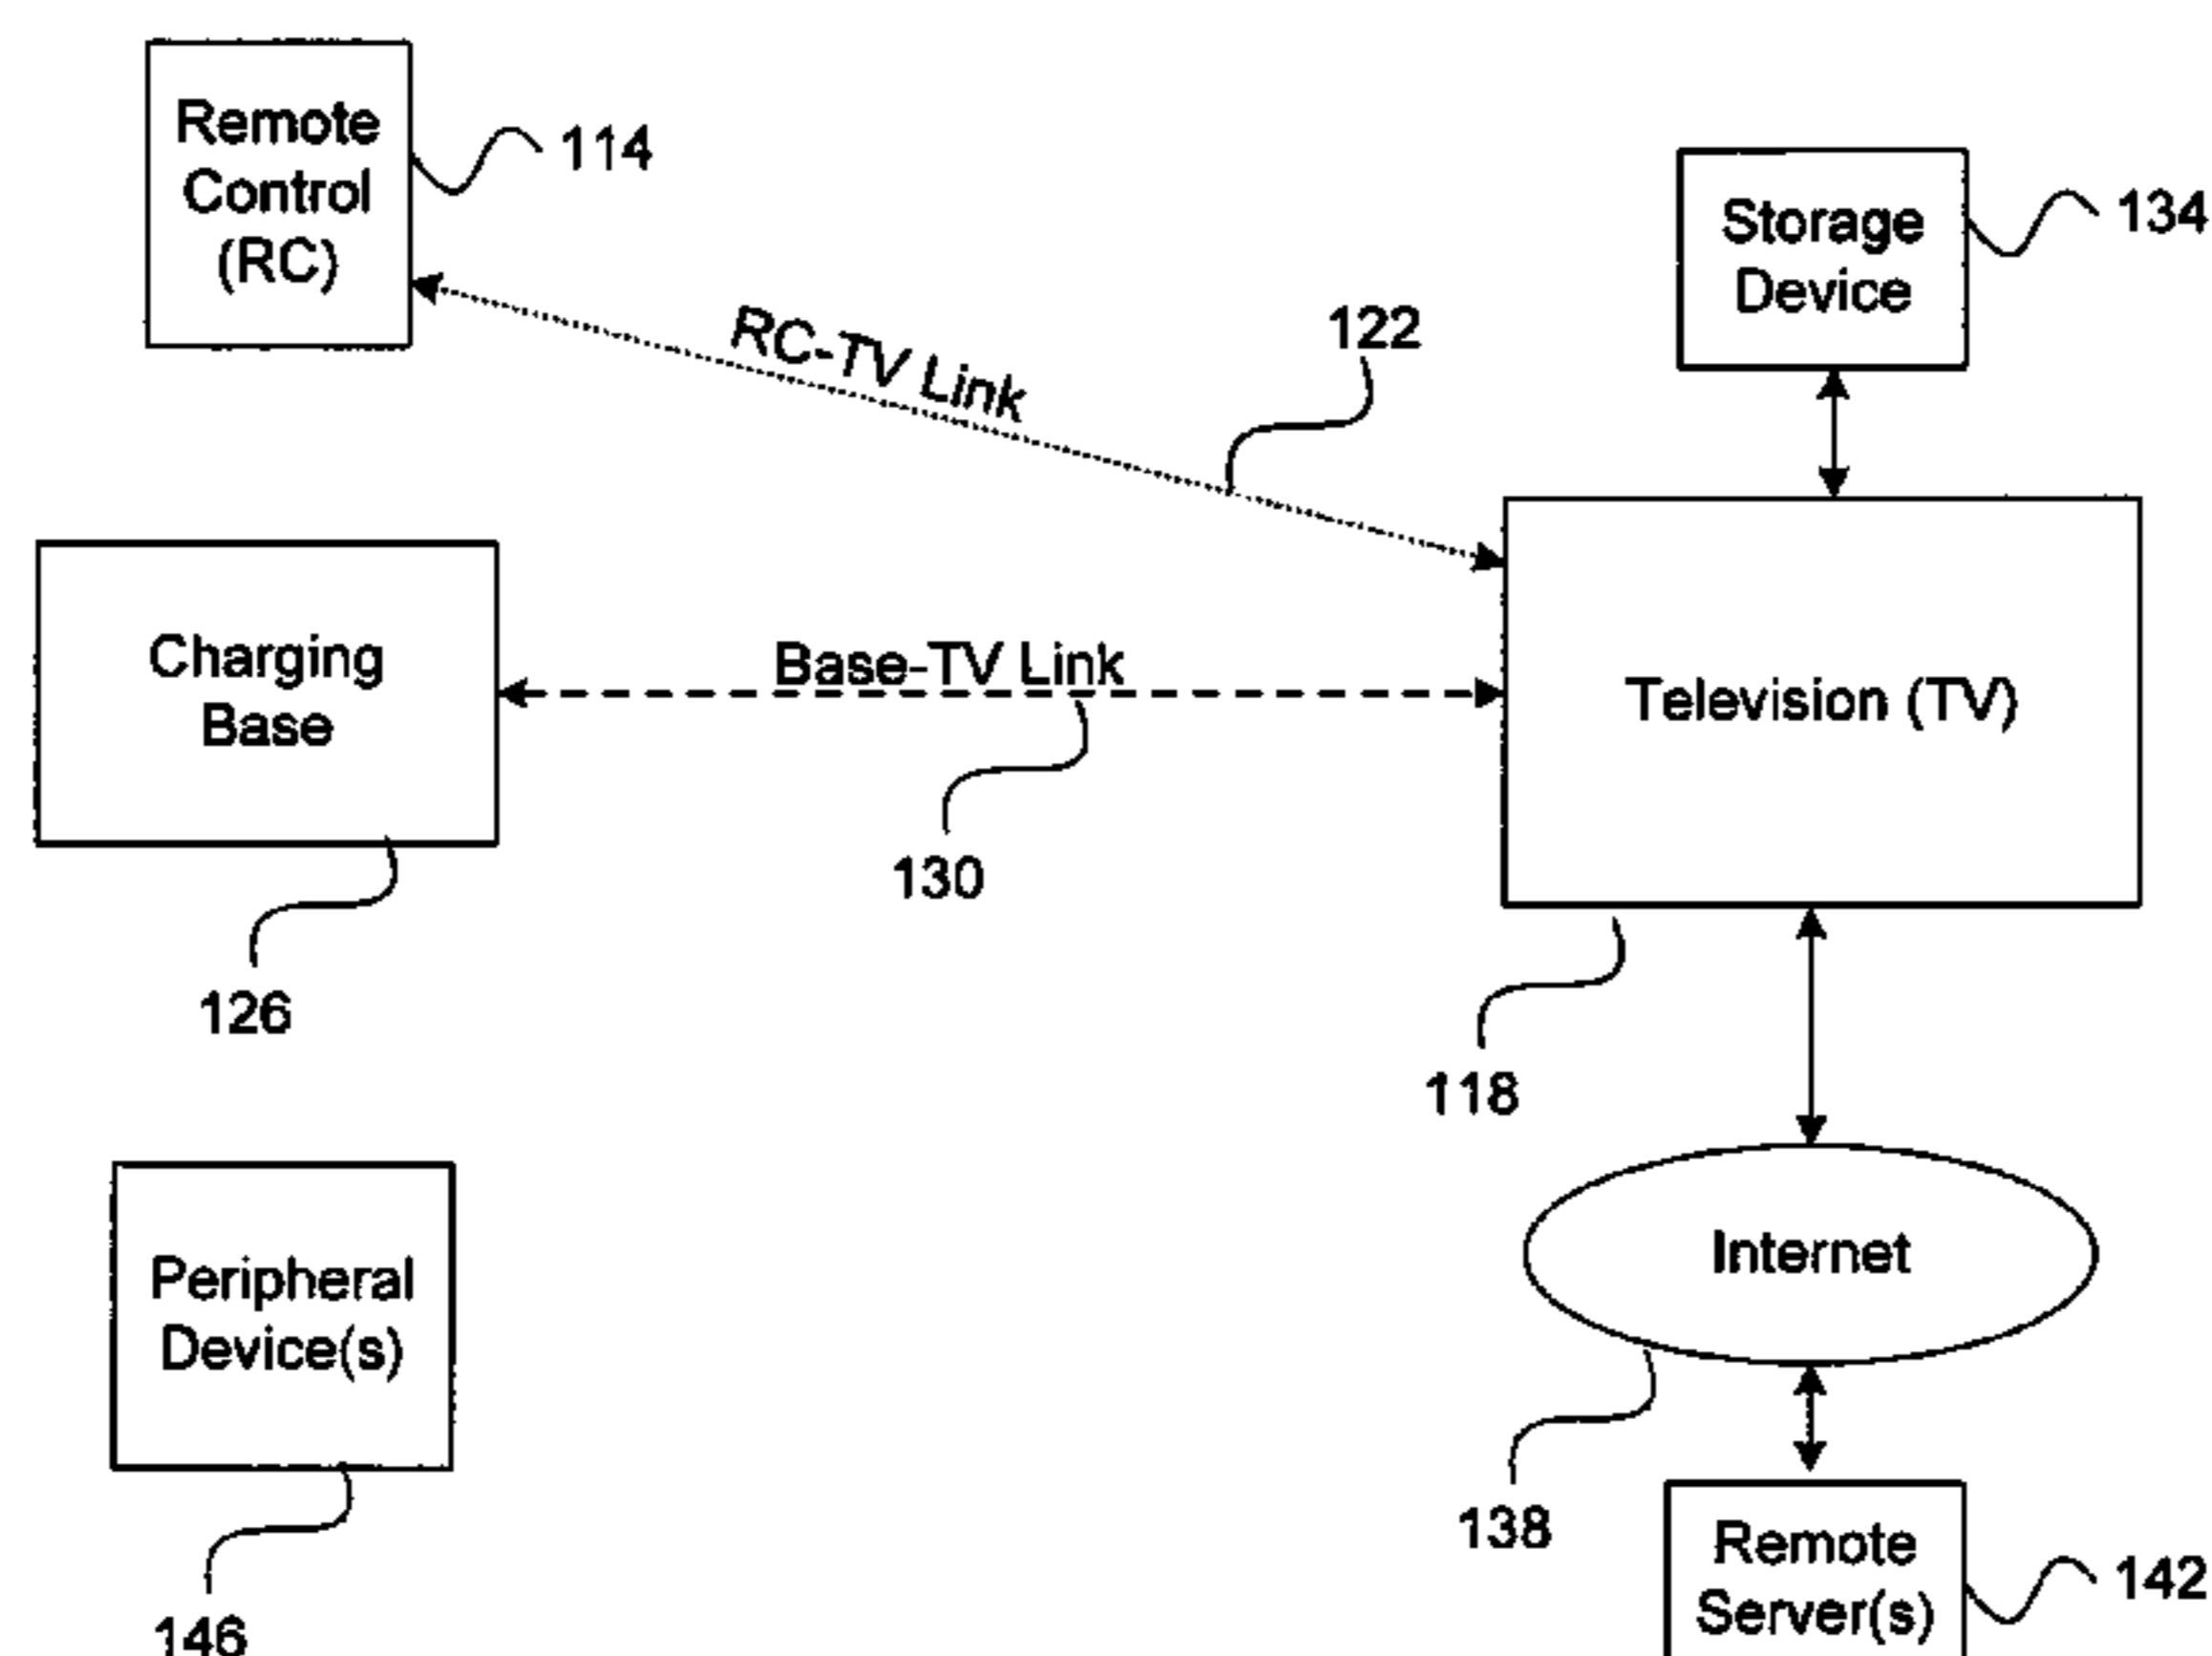 Remote
Control
(RC)
114
Storage
Device
134
RC-TV Link
122
Charging
Base
126
Base-TV Link
130
Television (TV)
118
Peripheral
Device(s)
146
Internet
138
Remote
Server(s)
142